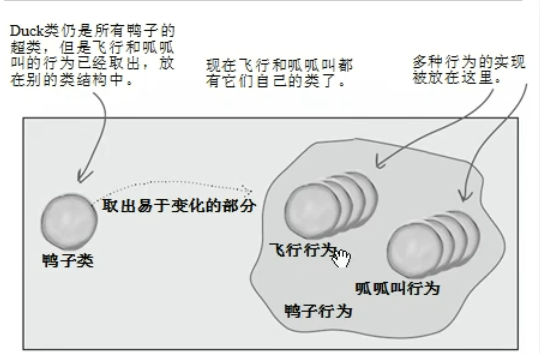 Duck类仍是所有鸭子的
超类，但是飞行和呱呱
叫的行为已经取出，放
在别的类结构中。
现在飞行和呱呱叫都
有它们自己的类了。
多种行为的实现
被放在这里。
取出易于变化的部分
鸭子类
飞行行为
呱呱叫行为
鸭子行为